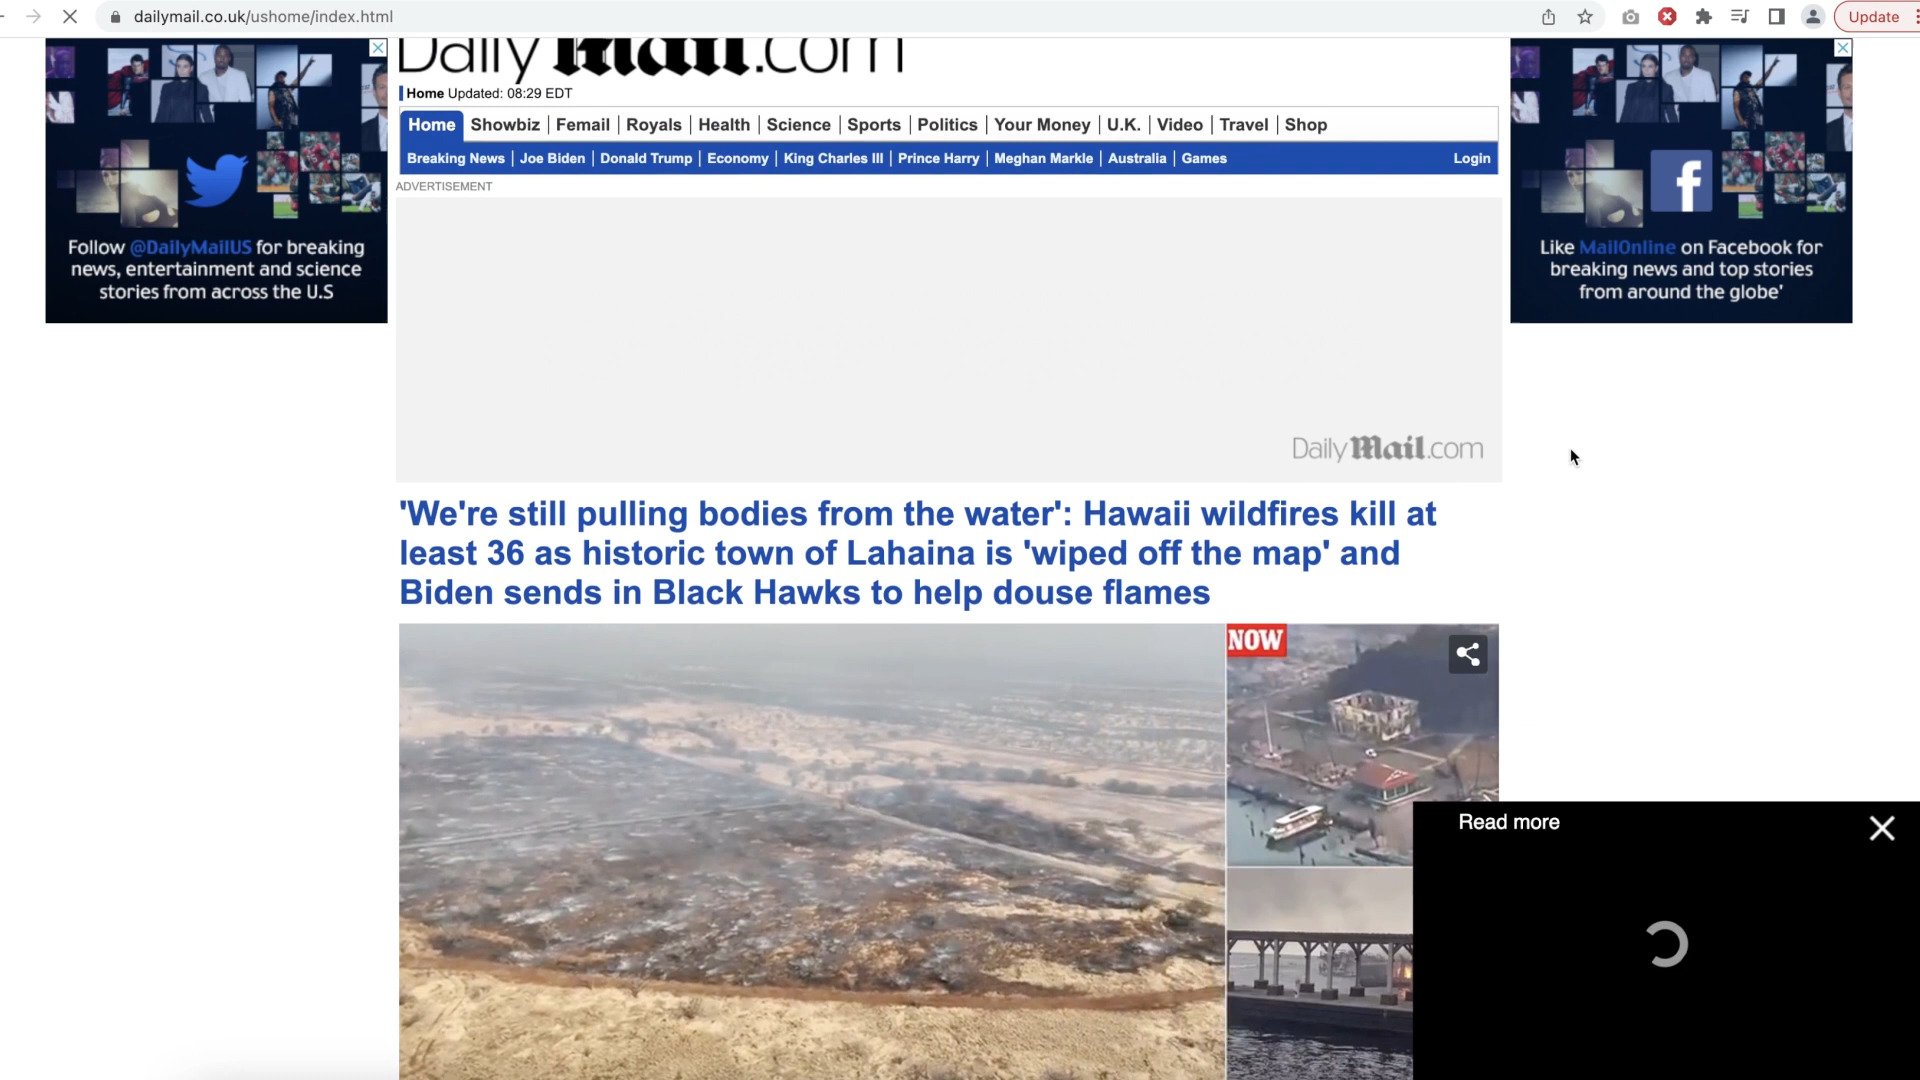 dailymail.co.uk/ushome/index.html
Update
Daily Mail.com
Home Updated: 08:29 EDT
Home Showbiz Femail Royals Health Science Sports Politics Your Money U.K. Video Travel Shop
Breaking News Joe Biden Donald Trump Economy King Charles III Prince Harry Meghan Markle Australia Games Login
ADVERTISEMENT
Follow @DailyMailUS for breaking
news, entertainment and science
stories from across the U.S
f
Like MailOnline on Facebook for
breaking news and top stories
from around the globe'
Daily Mail.com
'We're still pulling bodies from the water': Hawaii wildfires kill at
least 36 as historic town of Lahaina is 'wiped off the map' and
Biden sends in Black Hawks to help douse flames
NOW
Read more